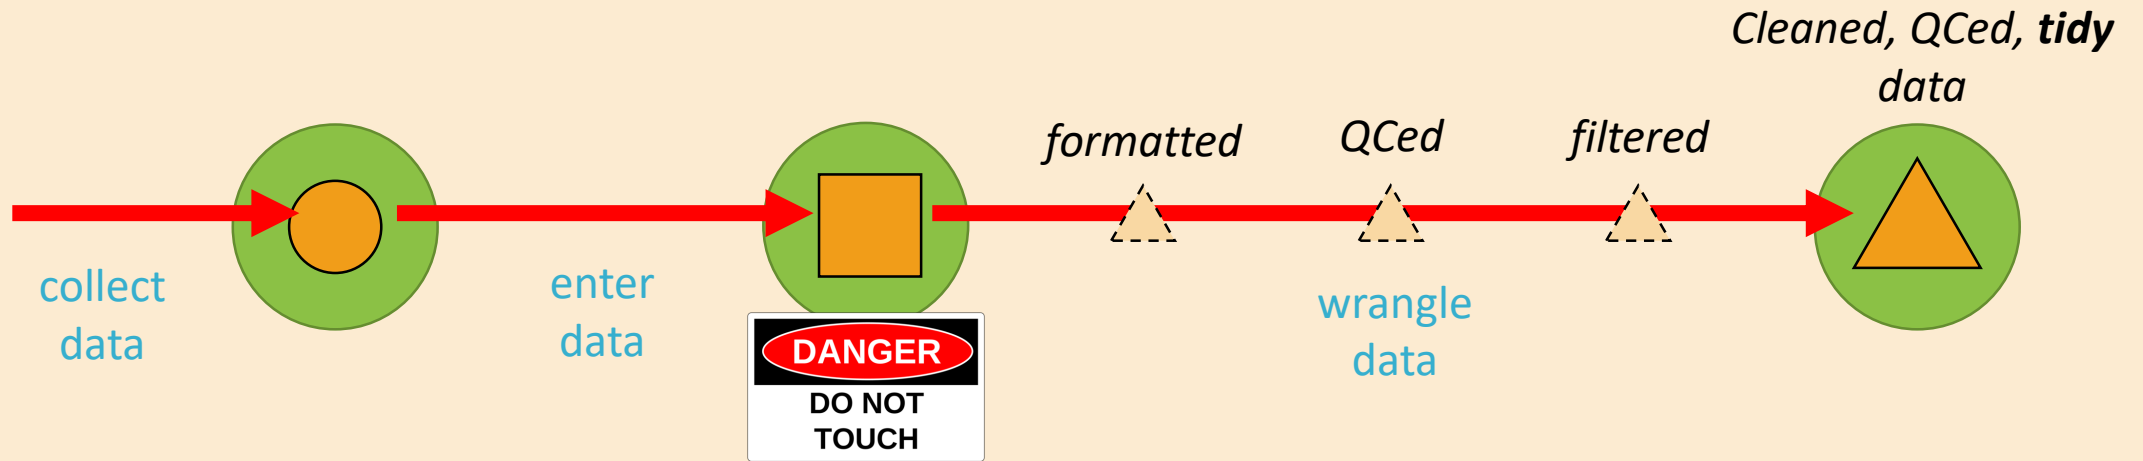 Cleaned, QCed, tidy
data
formatted
QCed
filtered
collect
data
enter
data
wrangle
data
DANGER
DO NOT
TOUCH